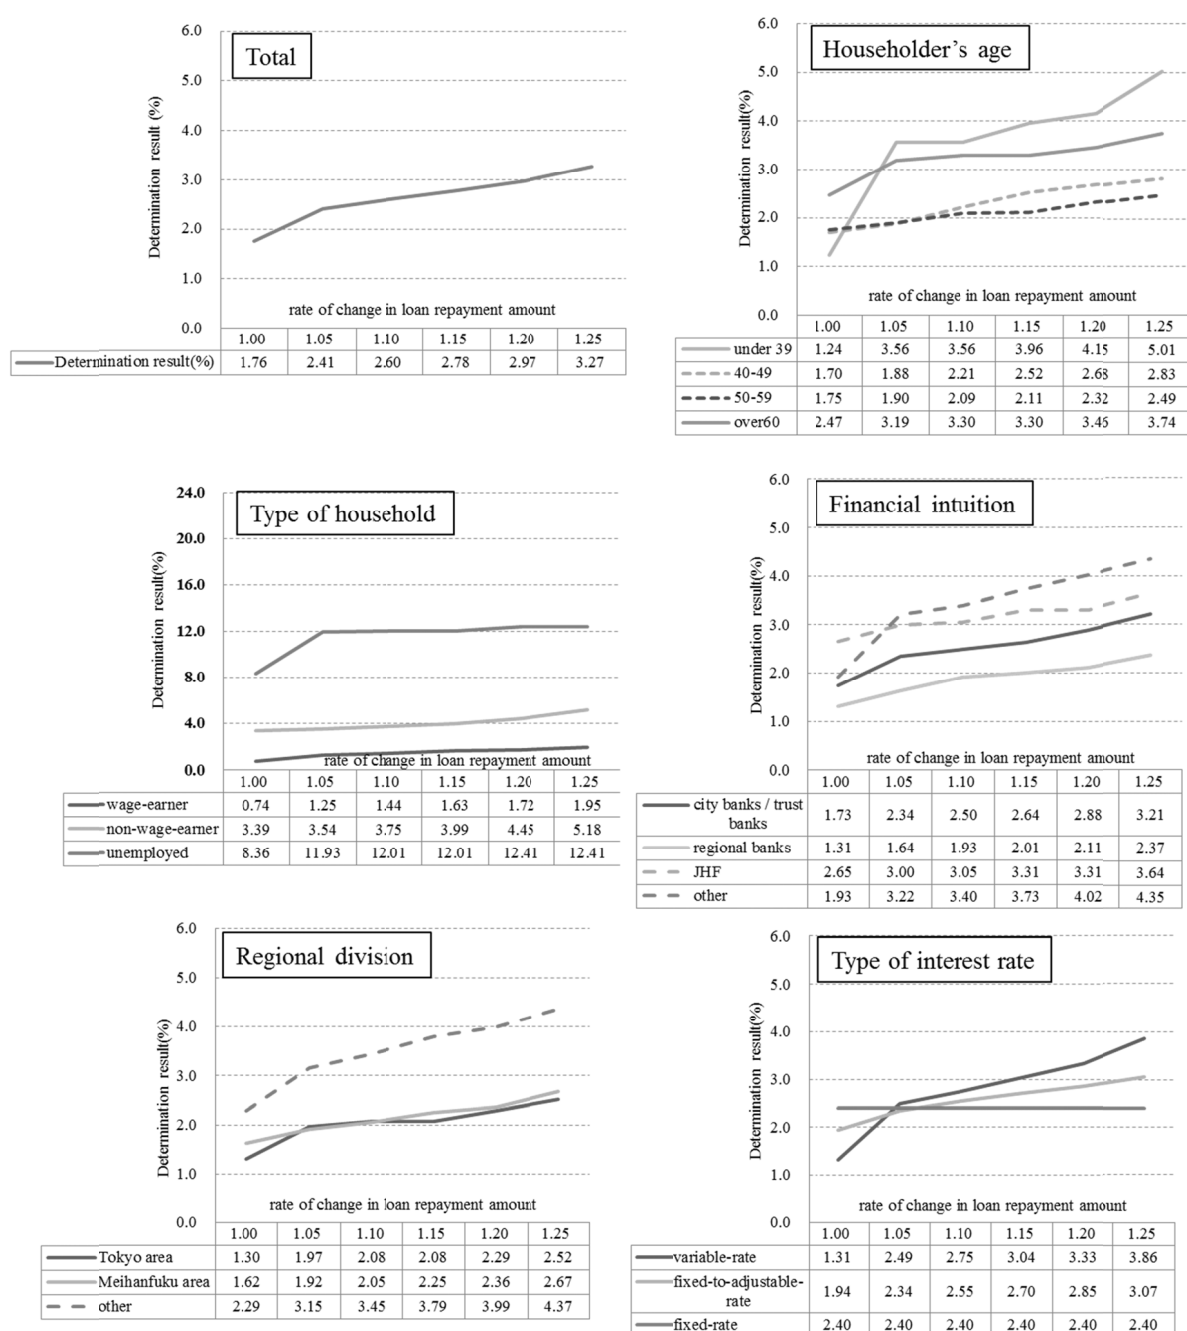 Total
Determination result (%)
6.0
5.0
4.0
3.0
2.0
1.0
0.0
rate of change in loan repayment amount
1.00 1.05 1.10 1.15 1.20 1.25
Determination result(%) 1.76 2.41 2.60 2.78 2.97 3.27
Householder's age
Determination result(%)
6.0
5.0
4.0
3.0
2.0
1.0
0.0
rate of change in loan repayment amount
1.00 1.05 1.10 1.15 1.20 1.25
under 39 1.24 3.56 3.56 3.96 4.15 5.01
40-49 1.70 1.88 2.21 2.52 2.68 2.83
50-59 1.75 1.90 2.09 2.11 2.32 2.49
over60 2.47 3.19 3.30 3.30 3.45 3.74
Type of household
Determination result(%)
24.0
20.0
16.0
12.0
8.0
4.0
0.0
rate of change in loan repayment amount
1.00 1.05 1.10 1.15 1.20 1.25
wage-earner 0.74 1.25 1.44 1.63 1.72 1.95
non-wage-earner 3.39 3.54 3.75 3.99 4.45 5.18
unemployed 8.36 11.93 12.01 12.01 12.41 12.41
Financial intuition
Determination result(%)
6.0
5.0
4.0
3.0
2.0
1.0
0.0
rate of change in loan repayment amount
1.00 1.05 1.10 1.15 1.20 1.25
city banks / trust
banks 1.73 2.34 2.50 2.64 2.88 3.21
regional banks 1.31 1.64 1.93 2.01 2.11 2.37
JHF 2.65 3.00 3.05 3.31 3.31 3.64
other 1.93 3.22 3.40 3.73 4.02 4.35
Regional division
Determination result(%)
6.0
5.0
4.0
3.0
2.0
1.0
0.0
rate of change in loan repayment amount
1.00 1.05 1.10 1.15 1.20 1.25
Tokyo area 1.30 1.97 2.08 2.08 2.29 2.52
Meihanfuku area 1.62 1.92 2.05 2.25 2.36 2.67
other 2.29 3.15 3.45 3.79 3.99 4.37
Type of interest rate
Determination result(%)
6.0
5.0
4.0
3.0
2.0
1.0
0.0
rate of change in loan repayment amount
1.00 1.05 1.10 1.15 1.20 1.25
variable-rate 1.31 2.49 2.75 3.04 3.33 3.86
fixed-to-adjustable-
rate 1.94 2.34 2.55 2.70 2.85 3.07
fixed-rate 2.40 2.40 2.40 2.40 2.40 2.40